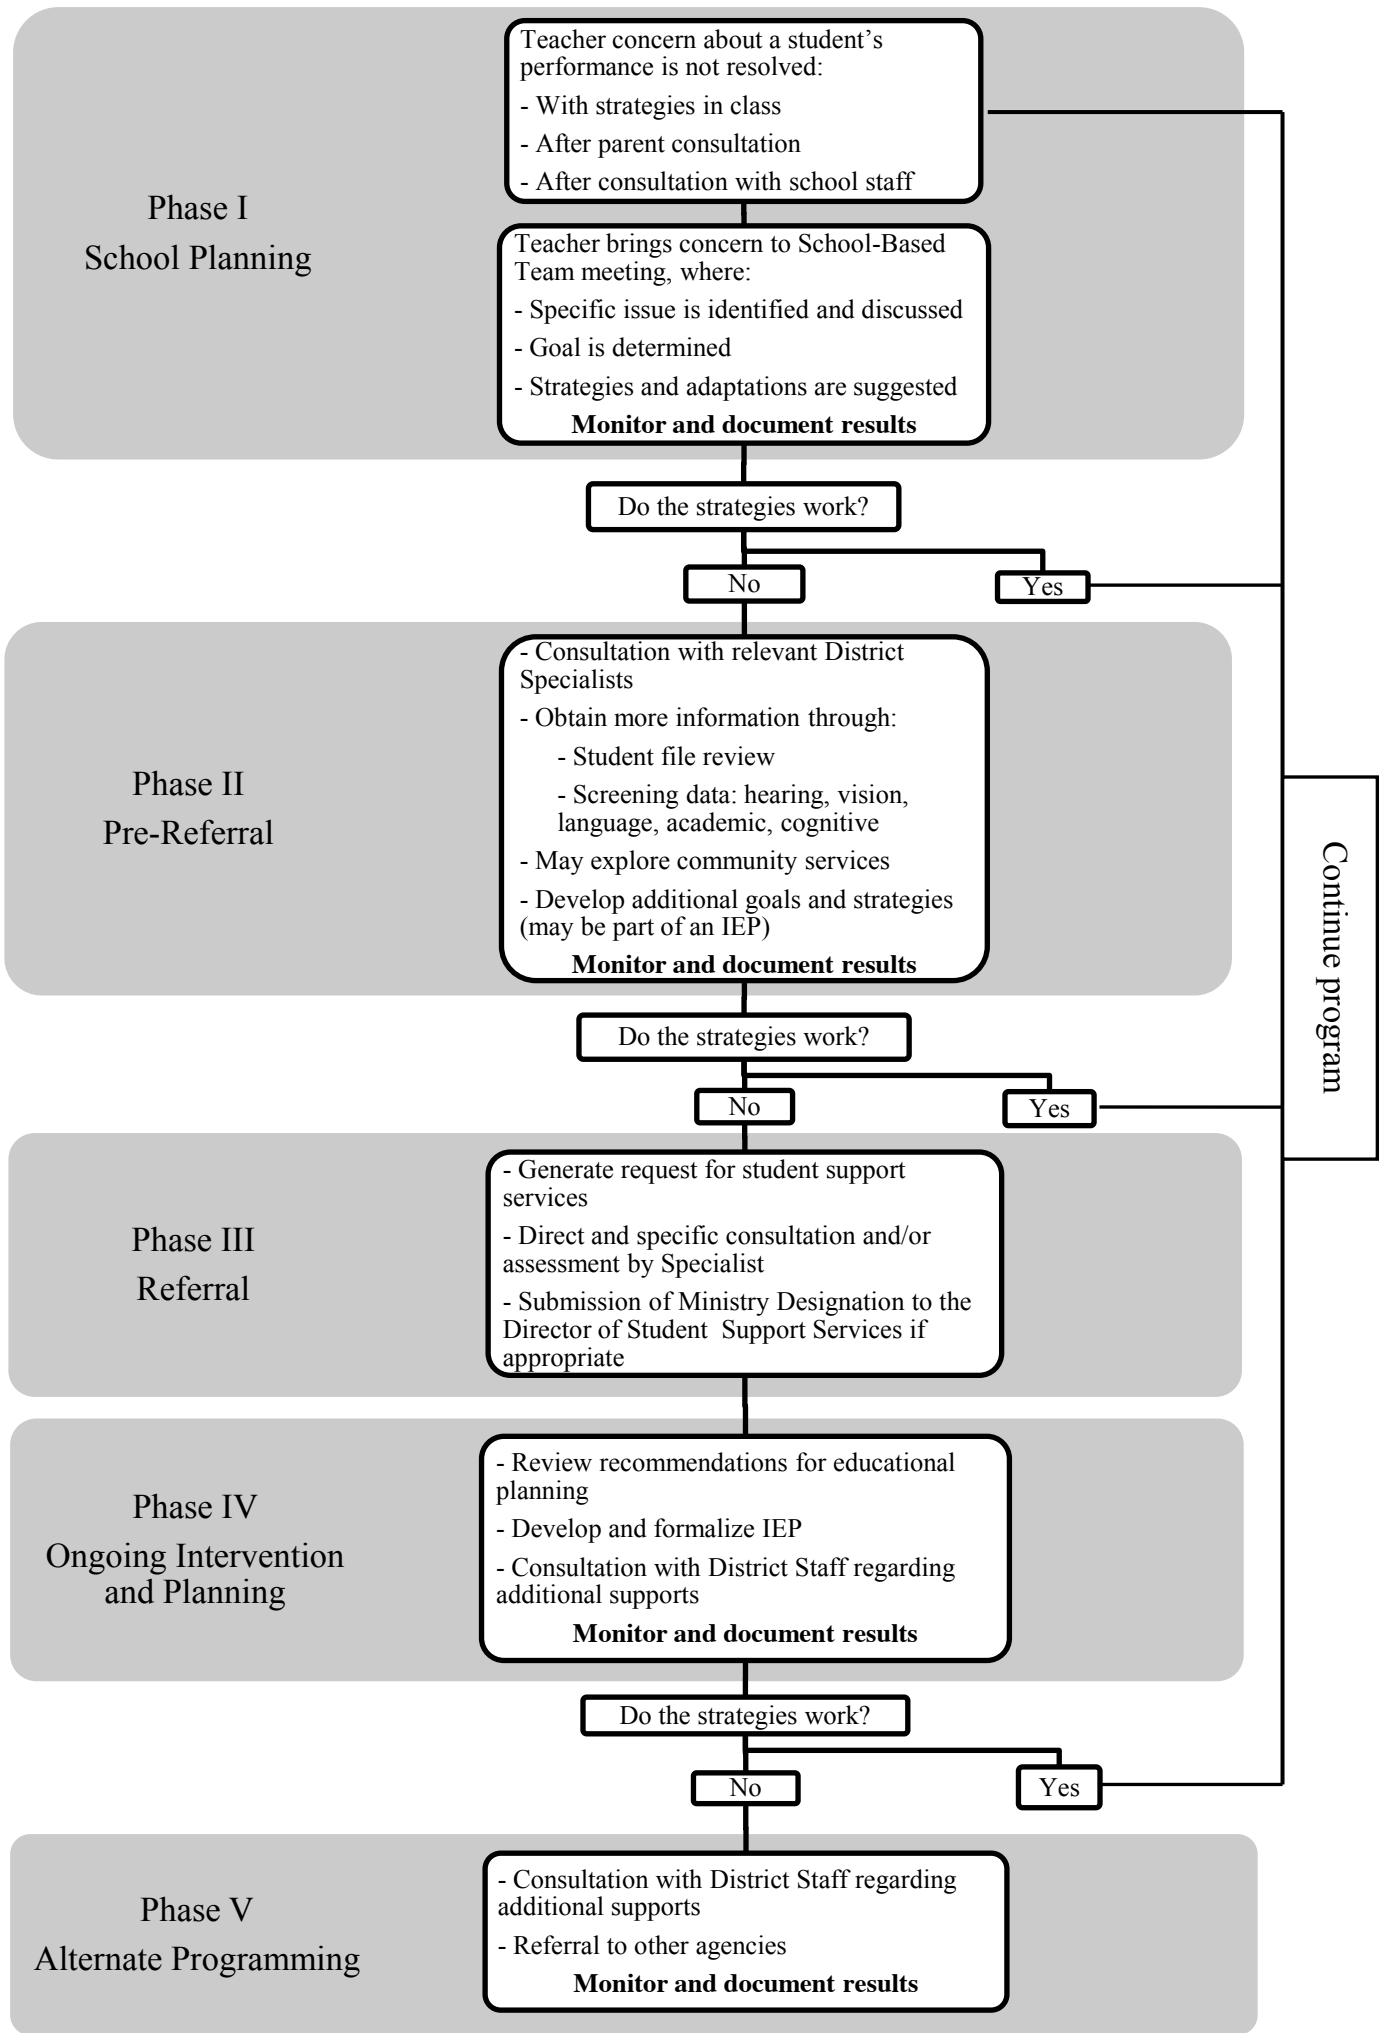 Teacher concern about a student's
performance is not resolved:
- With strategies in class
- After parent consultation
- After consultation with school staff
Phase I
School Planning
Teacher brings concern to School-Based
Team meeting, where:
- Specific issue is identified and discussed
- Goal is determined
- Strategies and adaptations are suggested
Monitor and document results
Do the strategies work?
No
Yes
Phase II
Pre-Referral
- Consultation with relevant District
Specialists
- Obtain more information through:
- Student file review
- Screening data: hearing, vision,
language, academic, cognitive
- May explore community services
- Develop additional goals and strategies
(may be part of an IEP)
Monitor and document results
Continue program
Do the strategies work?
No
Yes
Phase III
Referral
- Generate request for student support
services
- Direct and specific consultation and/or
assessment by Specialist
- Submission of Ministry Designation to the
Director of Student  Support Services if
appropriate
Phase IV
Ongoing Intervention
and Planning
- Review recommendations for educational
planning
- Develop and formalize IEP
- Consultation with District Staff regarding
additional supports
Monitor and document results
Do the strategies work?
No
Yes
Phase V
Alternate Programming
- Consultation with District Staff regarding
additional supports
- Referral to other agencies
Monitor and document results